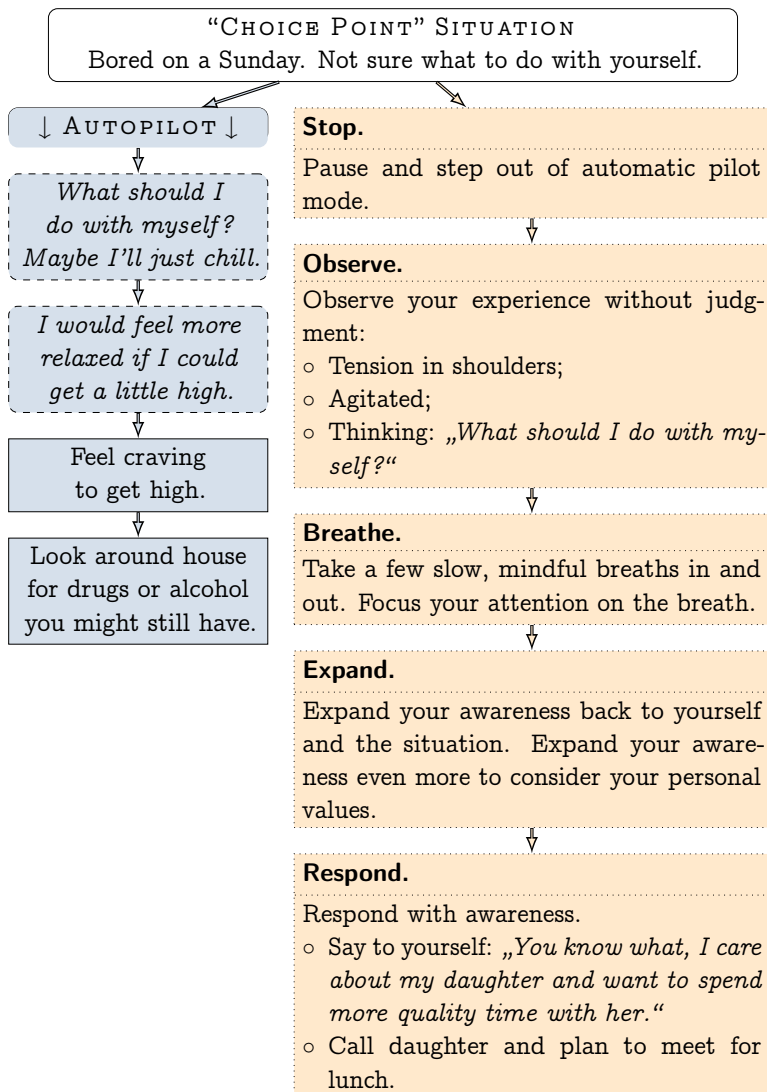 “CHOICE POINT” SITUATION
Bored on a Sunday. Not sure what to do with yourself.
↓ AUTOPILOT ↓
What should I
do with myself?
Maybe I'll just chill.
I would feel more
relaxed if I could
get a little high.
Feel craving
to get high.
Look around house
for drugs or alcohol
you might still have.
Stop.
Pause and step out of automatic pilot
mode.
Observe.
Observe your experience without judg-
ment:
○ Tension in shoulders;
○ Agitated;
○ Thinking: „What should I do with my-
self?“
Breathe.
Take a few slow, mindful breaths in and
out. Focus your attention on the breath.
Expand.
Expand your awareness back to yourself
and the situation. Expand your aware-
ness even more to consider your personal
values.
Respond.
Respond with awareness.
○ Say to yourself: „You know what, I care
about my daughter and want to spend
more quality time with her.“
○ Call daughter and plan to meet for
lunch.